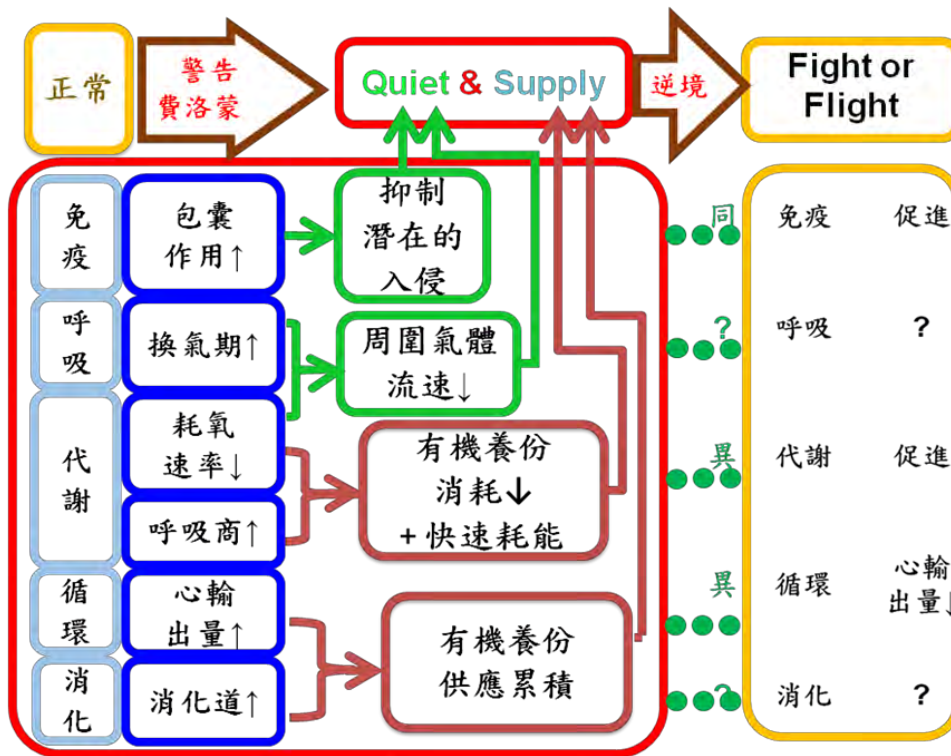 正常
警告
費洛蒙
Quiet & Supply
逆境
Fight or
Flight
免
疫
包囊
作用↑
抑制
潛在的
入侵
同
免疫
促進
呼
吸
換氣期↑
周圍氣體
流速↓
?
呼吸
?
代
謝
耗氧
速率↓
呼吸商↑
有機養份
消耗↓
+快速耗能
異
代謝
促進
循
環
心輸
出量↑
有機養份
供應累積
異
循環
心輸
出量↓
消
化
消化道↑
?
消化
?